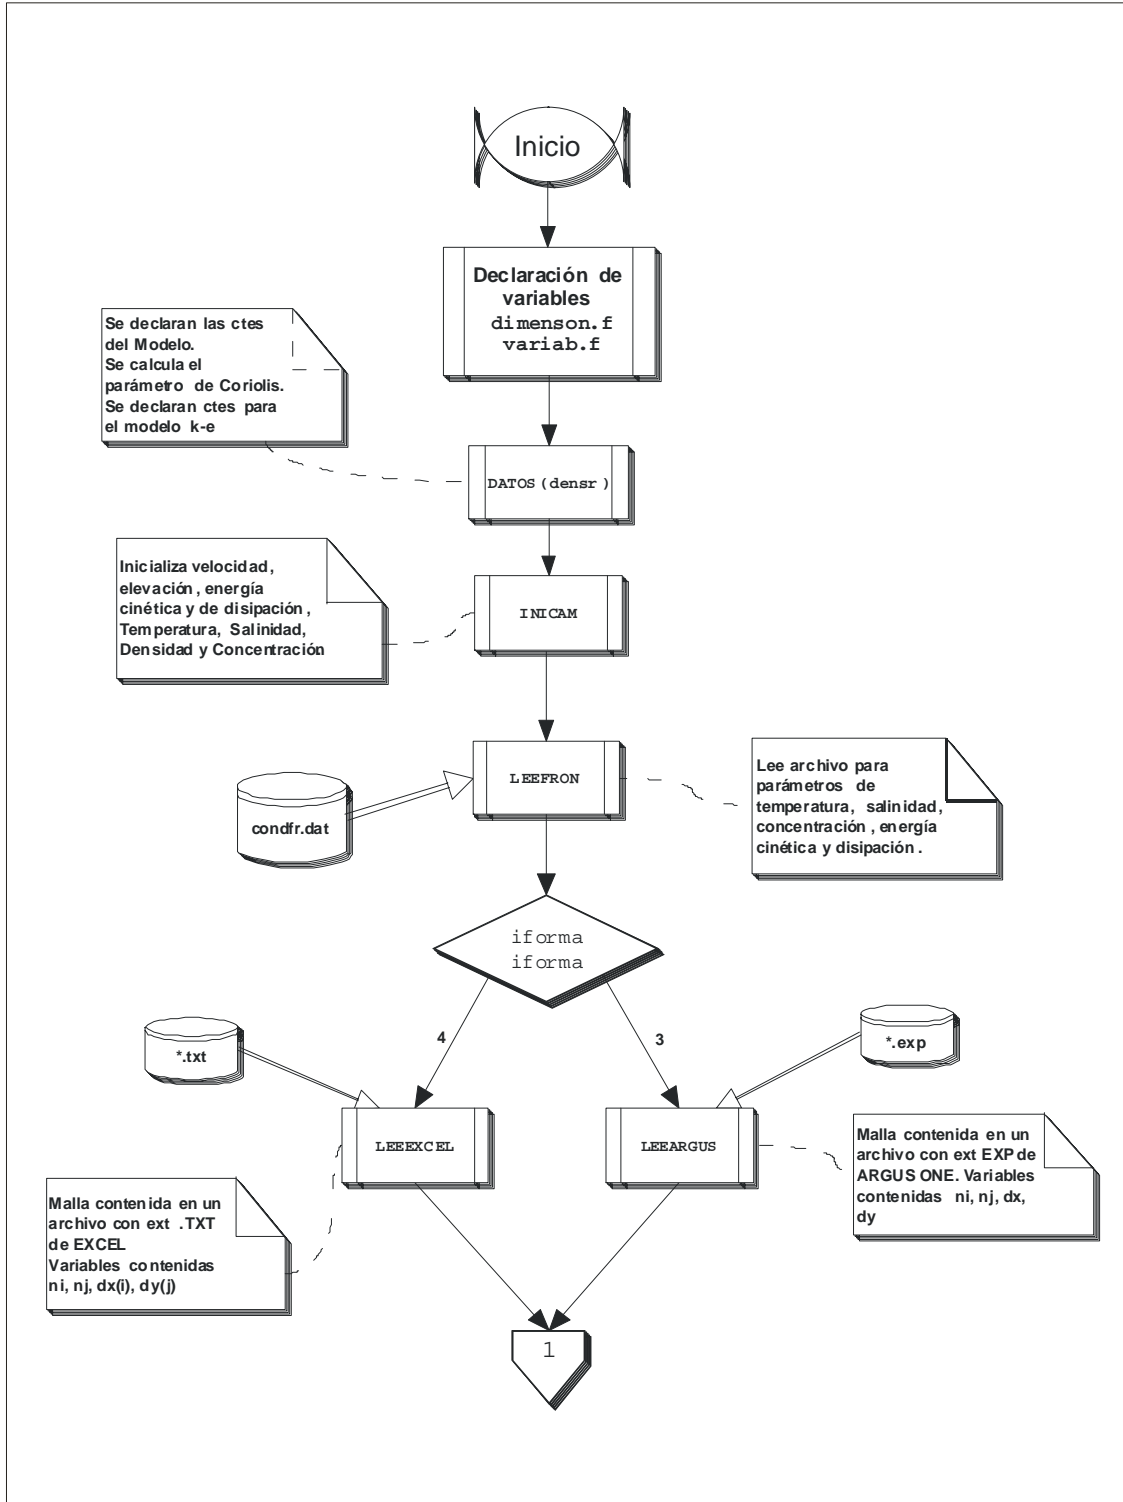 Inicio
Declaración de
variables
dimenson.f
variab.f
Se declaran las ctes
del Modelo.
Se calcula el
parámetro de Coriolis.
Se declaran ctes para
el modelo k-e
DATOS(densr)
Inicializa velocidad,
elevación, energía
cinética y de disipación,
Temperatura, Salinidad,
Densidad y Concentración.
INICAM
LEEFRON
condfr.dat
Lee archivo para
parámetros de
temperatura, salinidad,
concentración, energía
cinética y disipación.
iforma
iforma
4
3
*.txt
*.exp
LEEEXCEL
LEEARGUS
Malla contenida en un
archivo con ext EXP de
ARGUS ONE. Variables
contenidas ni, nj, dx,
dy
Malla contenida en un
archivo con ext .TXT
de EXCEL
Variables contenidas
ni, nj, dx(i), dy(j)
1